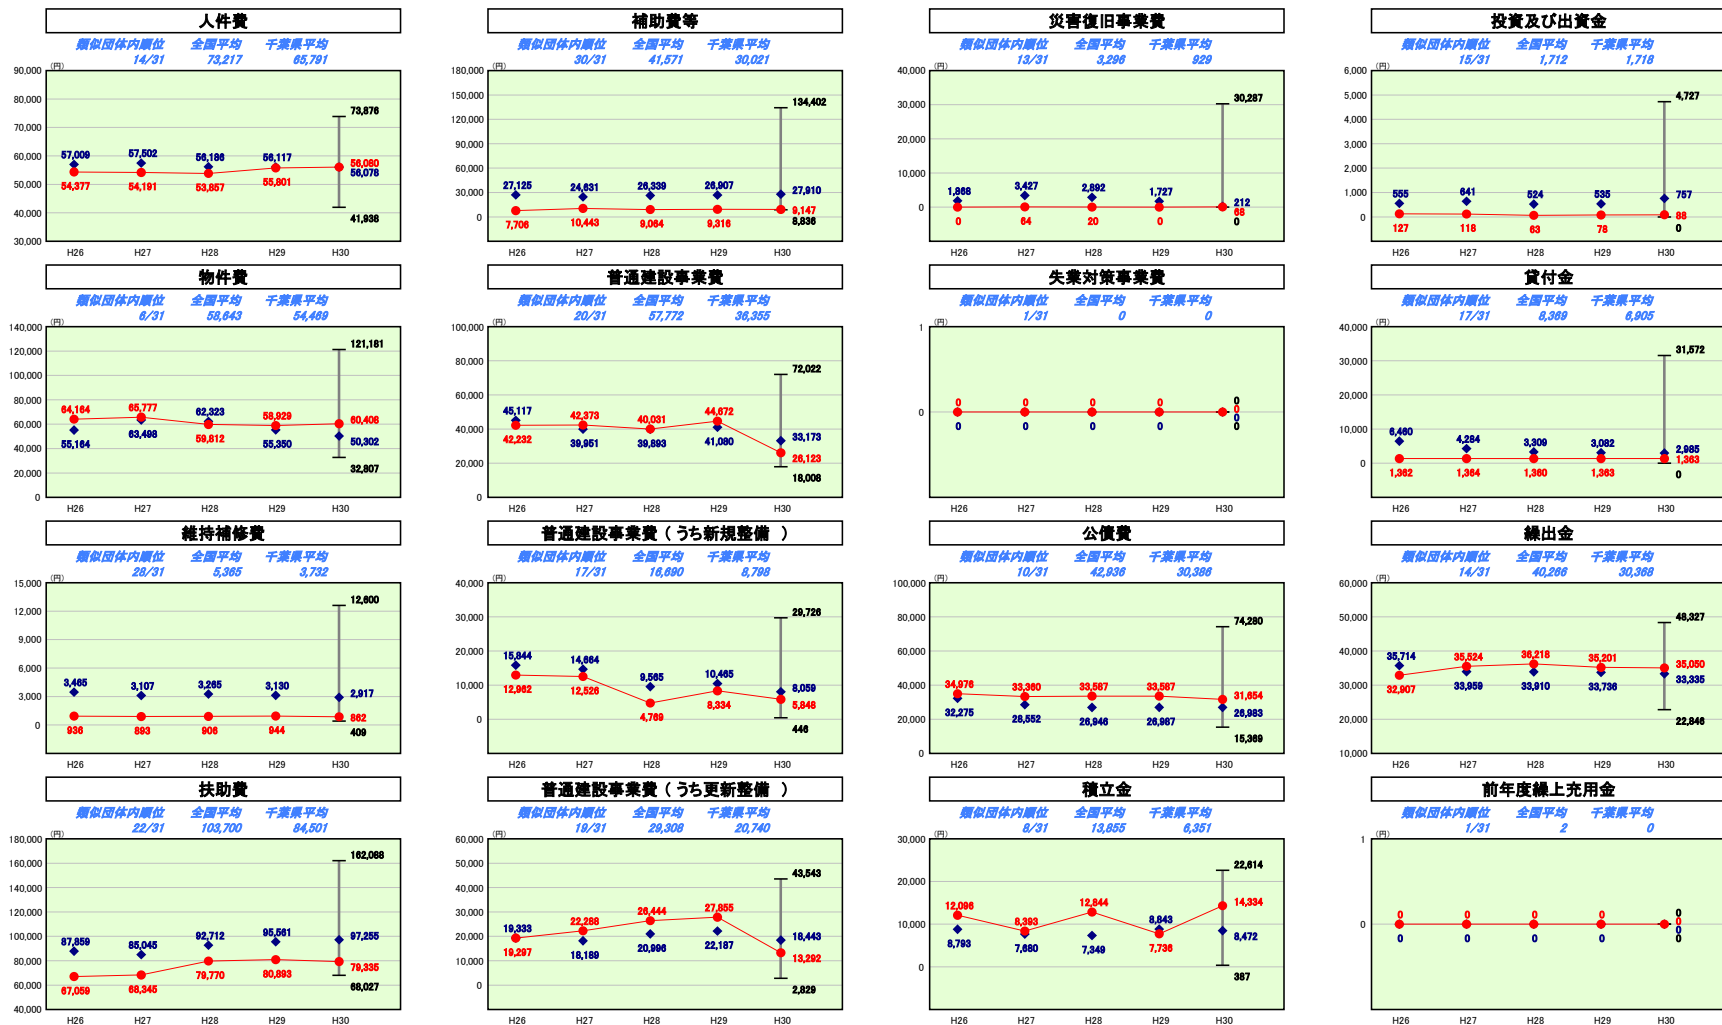 人件費
類似団体内順位 全国平均 千葉県平均
14/31 73,217 65,791
(円)
90,000
80,000
70,000
60,000
50,000
40,000
30,000
73,876
57,009 57,502 56,186 56,117 56,080
56,078
54,377 54,191 53,857 55,801
41,938
H26 H27 H28 H29 H30
補助費等
類似団体内順位 全国平均 千葉県平均
30/31 41,571 30,021
(円)
180,000
150,000
120,000
90,000
60,000
30,000
0
134,402
27,125 24,631 26,339 26,907 27,910
9,147
7,706 10,443 9,064 9,316 8,836
H26 H27 H28 H29 H30
災害復旧事業費
類似団体内順位 全国平均 千葉県平均
13/31 3,296 929
(円)
40,000
30,000
20,000
10,000
0
30,287
1,868 3,427 2,892 1,727 212
68
0 64 20 0 0
H26 H27 H28 H29 H30
投資及び出資金
類似団体内順位 全国平均 千葉県平均
15/31 1,712 1,718
(円)
6,000
5,000
4,000
3,000
2,000
1,000
0
4,727
555 641 524 535 757
88
127 118 63 78 0
H26 H27 H28 H29 H30
物件費
類似団体内順位 全国平均 千葉県平均
6/31 58,643 54,469
(円)
140,000
120,000
100,000
80,000
60,000
40,000
20,000
0
121,181
64,164 65,777 62,323 58,929 60,406
55,164 63,498 59,812 55,350 50,302
32,807
H26 H27 H28 H29 H30
普通建設事業費
類似団体内順位 全国平均 千葉県平均
20/31 57,772 36,355
(円)
100,000
80,000
60,000
40,000
20,000
0
72,022
45,117 42,373 40,031 44,672 33,173
42,232 39,951 39,893 41,080 26,123
18,008
H26 H27 H28 H29 H30
失業対策事業費
類似団体内順位 全国平均 千葉県平均
1/31 0 0
(円)
1
0
0
0 0 0 0 0
0
0 0 0 0 0
H26 H27 H28 H29 H30
貸付金
類似団体内順位 全国平均 千葉県平均
17/31 8,369 6,905
(円)
40,000
30,000
20,000
10,000
0
31,572
6,460 4,284 3,309 3,082 2,985
1,363
1,362 1,364 1,360 1,363 0
H26 H27 H28 H29 H30
維持補修費
類似団体内順位 全国平均 千葉県平均
28/31 5,365 3,732
(円)
15,000
12,000
9,000
6,000
3,000
0
12,600
3,465 3,107 3,265 3,130 2,917
862
936 893 906 944 409
H26 H27 H28 H29 H30
普通建設事業費（うち新規整備　）
類似団体内順位 全国平均 千葉県平均
17/31 16,690 8,798
(円)
40,000
30,000
20,000
10,000
0
29,726
15,844 14,664 9,565 10,465 8,059
12,962 12,526 4,769 8,334 5,848
446
H26 H27 H28 H29 H30
公債費
類似団体内順位 全国平均 千葉県平均
10/31 42,936 30,386
(円)
100,000
80,000
60,000
40,000
20,000
0
74,280
34,976 33,360 33,587 33,587 31,654
32,275 28,552 26,946 26,987 26,983
15,369
H26 H27 H28 H29 H30
繰出金
類似団体内順位 全国平均 千葉県平均
14/31 40,266 30,368
(円)
60,000
50,000
40,000
30,000
20,000
10,000
48,327
35,714 35,524 36,218 35,201 35,050
32,907 33,959 33,910 33,736 33,335
22,846
H26 H27 H28 H29 H30
扶助費
類似団体内順位 全国平均 千葉県平均
22/31 103,700 84,501
(円)
180,000
160,000
140,000
120,000
100,000
80,000
60,000
40,000
162,088
87,859 85,045 92,712 95,561 97,255
67,059 68,345 79,770 80,893 79,335
68,027
H26 H27 H28 H29 H30
普通建設事業費（うち更新整備　）
類似団体内順位 全国平均 千葉県平均
19/31 29,308 20,740
(円)
60,000
50,000
40,000
30,000
20,000
10,000
0
43,543
19,333 22,288 26,444 27,855 18,443
19,297 18,189 20,996 22,187 13,292
2,829
H26 H27 H28 H29 H30
積立金
類似団体内順位 全国平均 千葉県平均
8/31 13,855 6,351
(円)
30,000
20,000
10,000
0
22,614
12,096 8,393 12,844 8,843 14,334
8,793 7,680 7,349 7,736 8,472
387
H26 H27 H28 H29 H30
前年度繰上充用金
類似団体内順位 全国平均 千葉県平均
1/31 2 0
(円)
1
0
0
0 0 0 0 0
0
0 0 0 0 0
H26 H27 H28 H29 H30